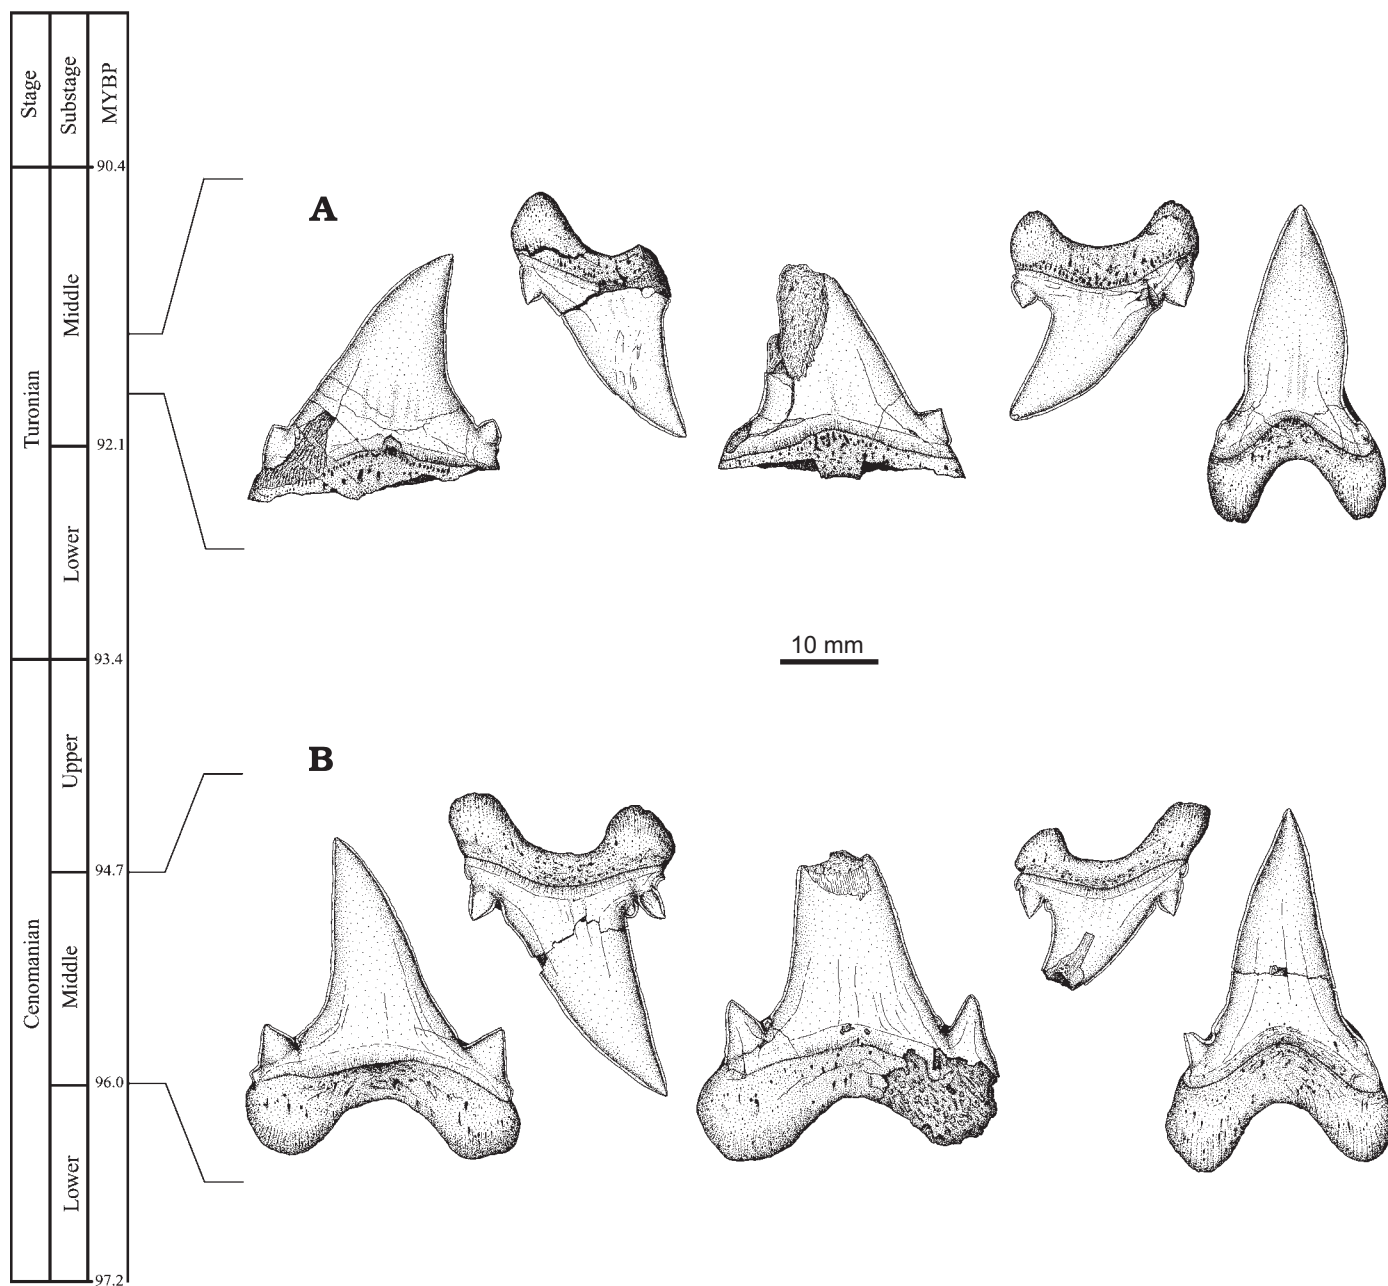 Stage
Substage
MYBP
90.4
A
Middle
Turonian
92.1
Lower
10 mm
93.4
Upper
B
94.7
Middle
Cenomanian
96.0
Lower
97.2